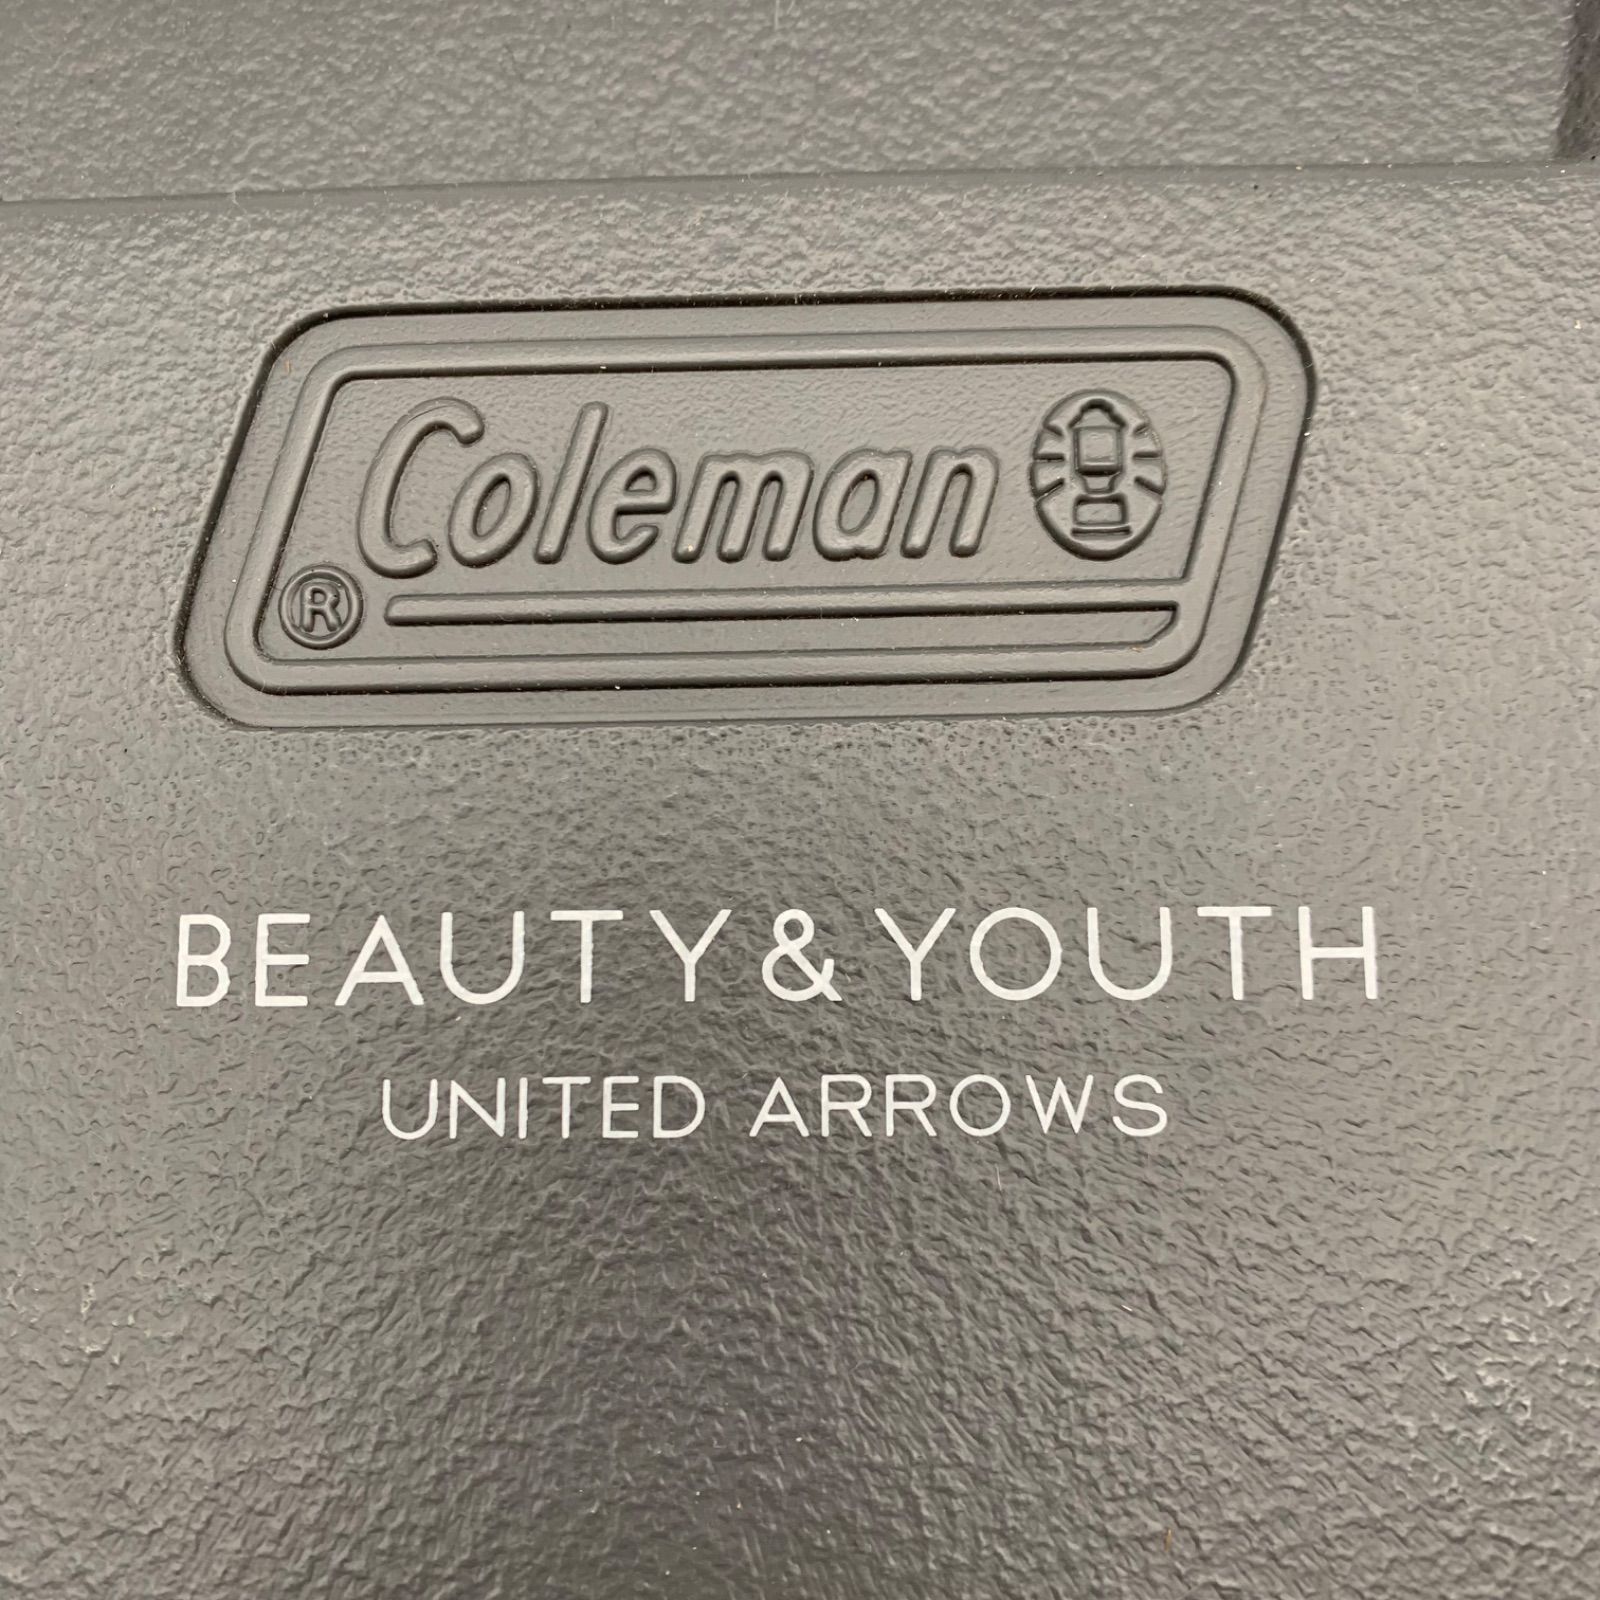 Coleman
®
BEAUTY&YOUTH
UNITED ARROWS